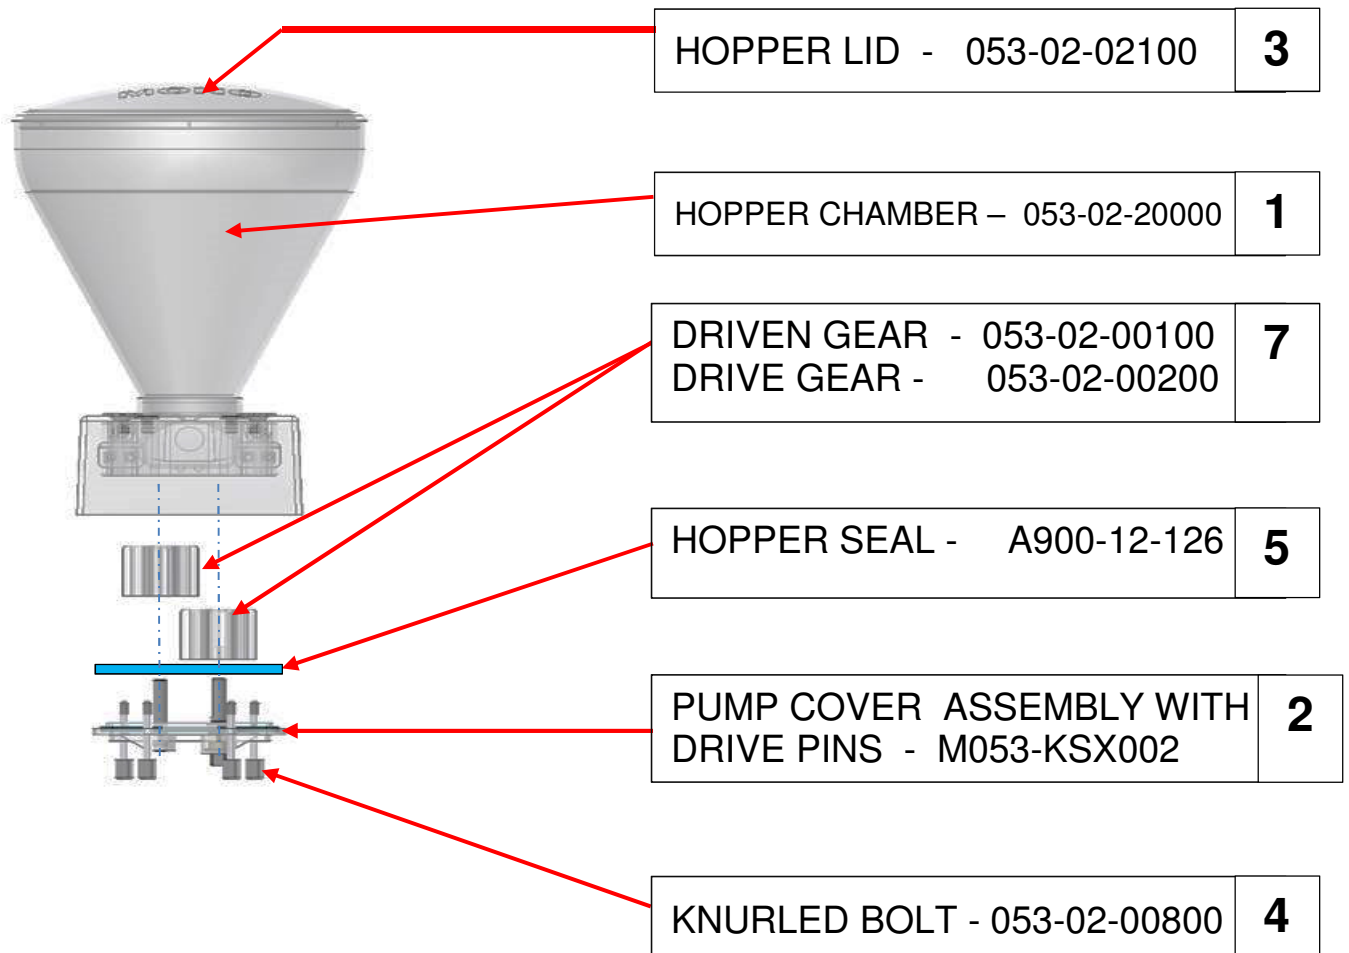 HOPPER LID - 053-02-02100 3
HOPPER CHAMBER – 053-02-20000 1
DRIVEN GEAR - 053-02-00100 7
DRIVE GEAR - 053-02-00200
HOPPER SEAL - A900-12-126 5
PUMP COVER ASSEMBLY WITH 2
DRIVE PINS - M053-KSX002
KNURLED BOLT - 053-02-00800 4